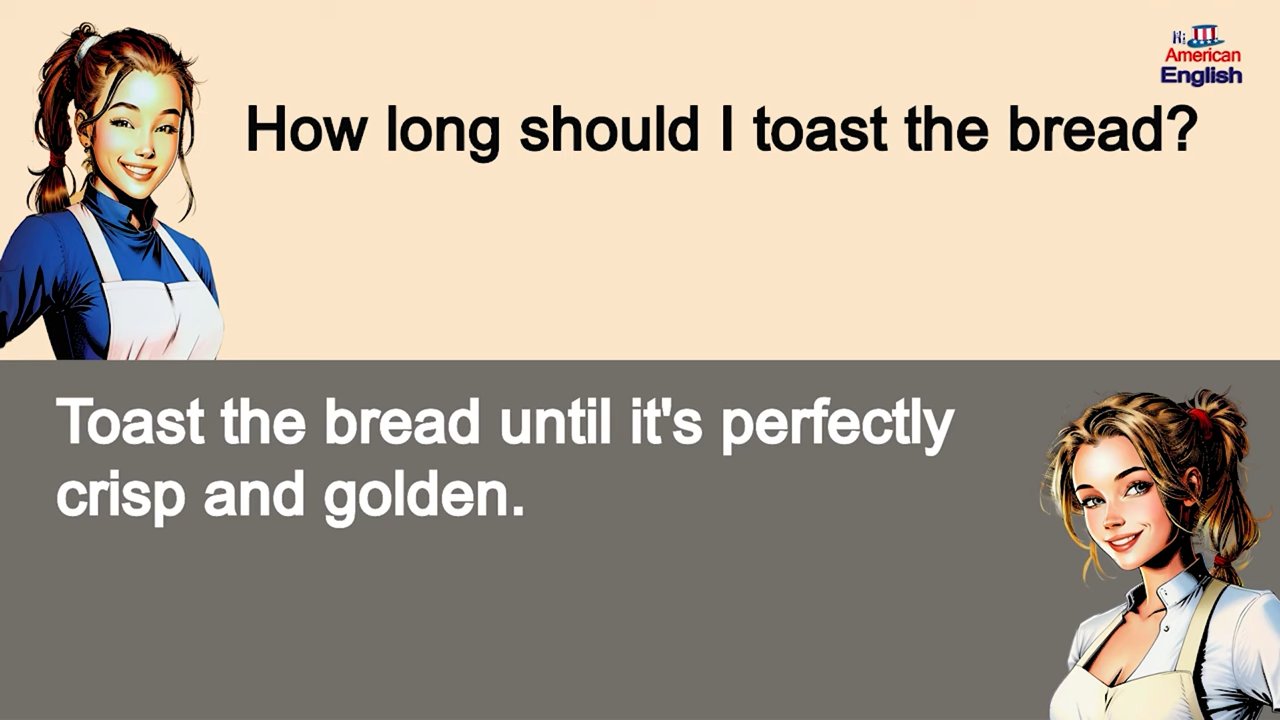 Hi
American
English
How long should I toast the bread?
Toast the bread until it's perfectly
crisp and golden.